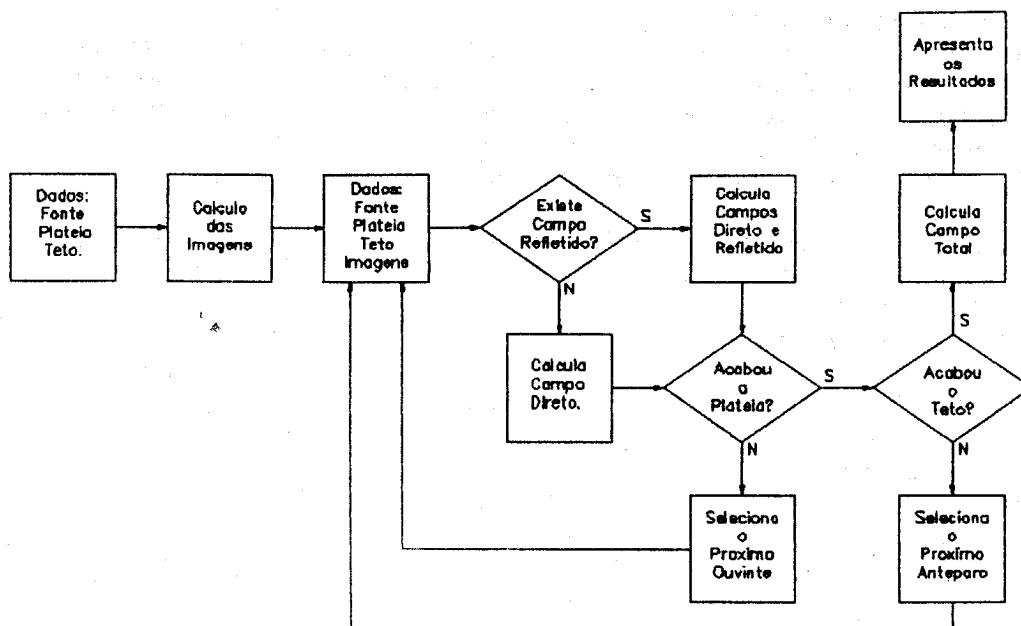 Dados:
Fonte
Plateia
Teto.
Calculo
das
Imagens
Dados:
Fonte
Plateia
Teto
Imagens
Existe
Campo
Refletido?
S
N
Calcula
Campos
Direto e
Refletido
Calcula
Campo
Direto.
Acabou
a
Plateia?
S
N
Seleciona
o
Proximo
Ouvinte
Acabou
o
Teto?
S
N
Seleciona
o
Proximo
Anteparo
Calcula
Campo
Total
Apresenta
os
Resultados